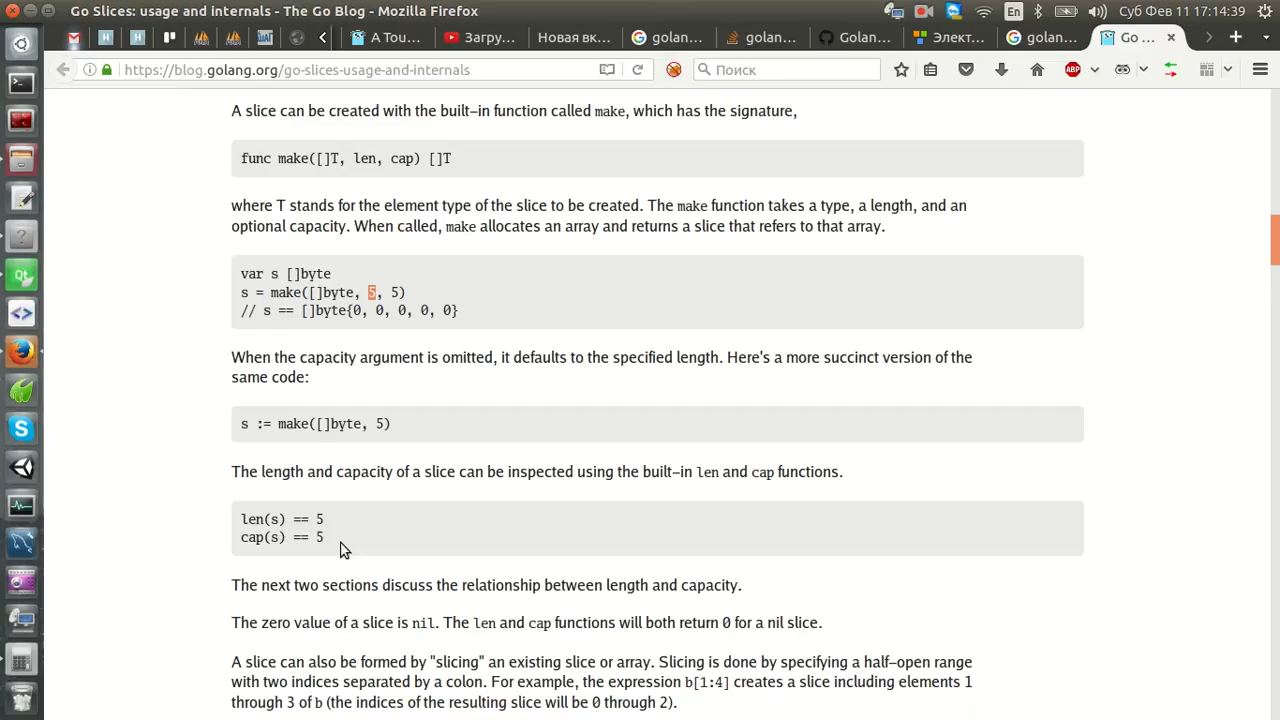 Go Slices: usage and internals - The Go Blog - Mozilla Firefox
En
Суб Фев 11 17:14:39
A Tou...
Загру...
Новая вк...
golan...
golan...
Golan...
Элект...
golan...
Go ...
https://blog.golang.org/go-slices-usage-and-internals
Поиск
ABP
A slice can be created with the built-in function called make, which has the signature,
func make([]T, len, cap) []T
where T stands for the element type of the slice to be created. The make function takes a type, a length, and an
optional capacity. When called, make allocates an array and returns a slice that refers to that array.
var s []byte
s = make([]byte, 5, 5)
// s == []byte{0, 0, 0, 0, 0}
When the capacity argument is omitted, it defaults to the specified length. Here's a more succinct version of the
same code:
s := make([]byte, 5)
The length and capacity of a slice can be inspected using the built-in len and cap functions.
len(s) == 5
cap(s) == 5
The next two sections discuss the relationship between length and capacity.
The zero value of a slice is nil. The len and cap functions will both return 0 for a nil slice.
A slice can also be formed by "slicing" an existing slice or array. Slicing is done by specifying a half-open range
with two indices separated by a colon. For example, the expression b[1:4] creates a slice including elements 1
through 3 of b (the indices of the resulting slice will be 0 through 2).